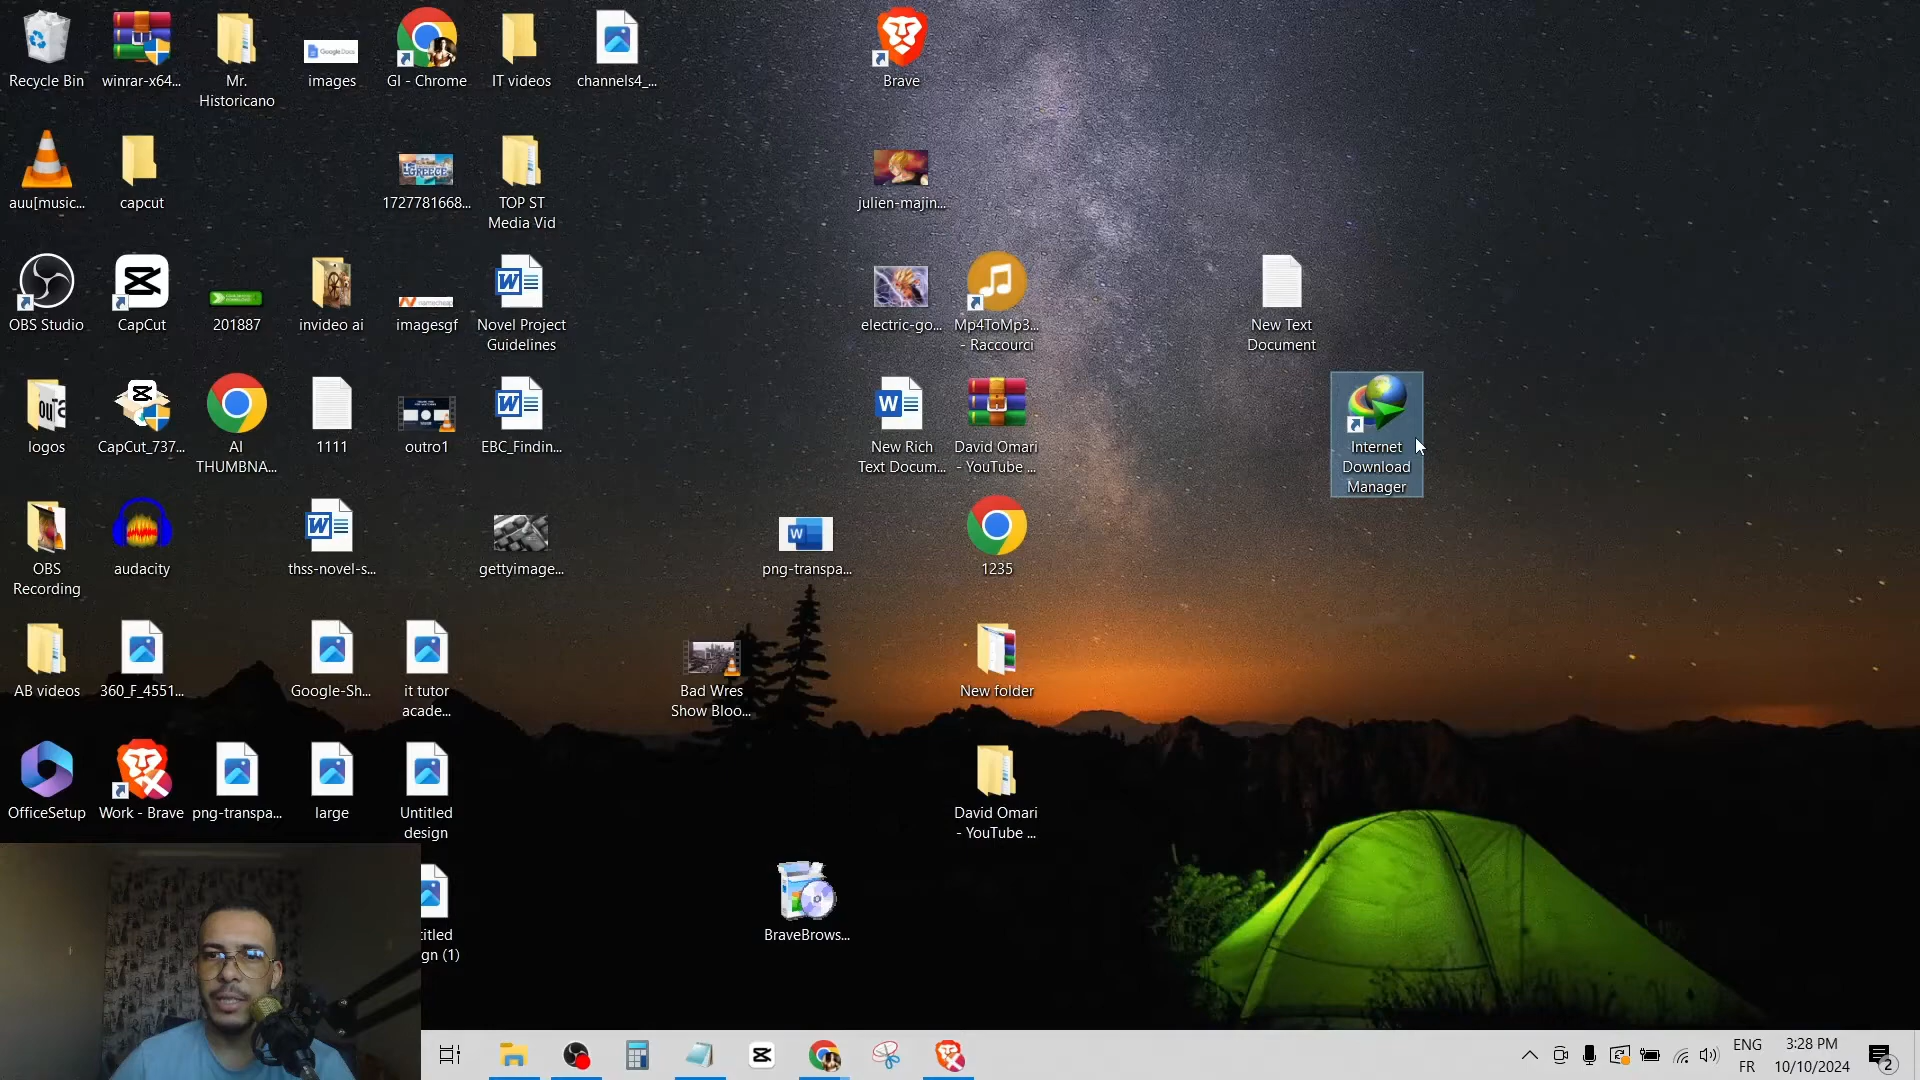 Recycle Bin
winrar-x64...
Mr.
Historicano
images
GI - Chrome
IT videos
channels4_...
Brave
auu[music...
capcut
1727781668...
TOP ST
Media Vid
julien-majin...
OBS Studio
CapCut
201887
invideo ai
imagesgf
Novel Project
Guidelines
electric-go...
Mp4ToMp3...
- Raccourci
New Text
Document
logos
CapCut_737...
AI
THUMBNA...
1111
outro1
EBC_Findin...
New Rich
Text Docum...
David Omari
- YouTube ...
Internet
Download
Manager
OBS
Recording
audacity
thss-novel-s...
gettyimage...
png-transpa...
1235
AB videos
360_F_4551...
Google-Sh...
it tutor
acade...
Bad Wres
Show Bloo...
New folder
OfficeSetup
Work - Brave
png-transpa...
large
Untitled
design
David Omari
- YouTube ...
titled
gn (1)
BraveBrows...
ENG
FR
3:28 PM
10/10/2024
2